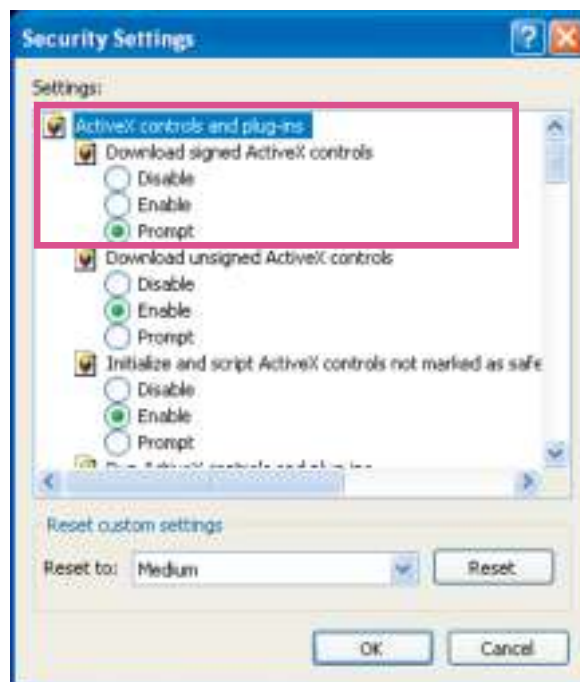 Security Settings
Settings:
ActiveX controls and plug-ins
Download signed ActiveX controls
Disable
Enable
Prompt
Download unsigned ActiveX controls
Disable
Enable
Prompt
Initialize and script ActiveX controls not marked as safe
Disable
Enable
Prompt
Reset custom settings
Reset to: Medium Reset
OK Cancel